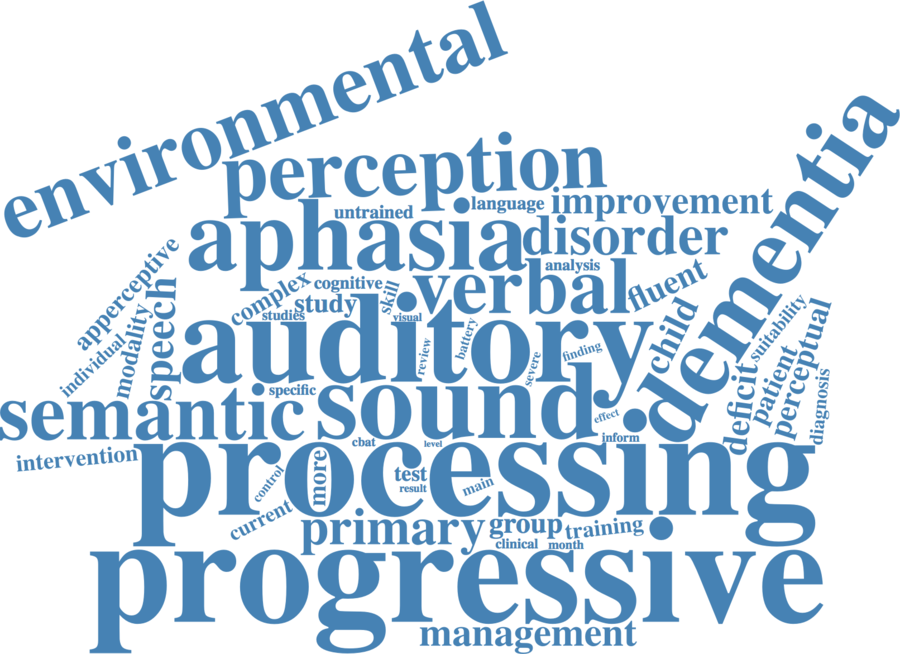 environmental
perception
language
improvement
untrained
aphasia
disorder
dementia
analysis
apperceptive
complex
cognitive
verbal
fluent
speech
study
skill
studies
visual
auditory
child
suitability
individual
modality
review
battery
severe
finding
deficit
patient
perceptual
diagnosis
specific
semantic
sound
effect
cbat
level
inform
intervention
processing
control
more
test
result
main
current
primary
group
training
clinical
month
progressive
management